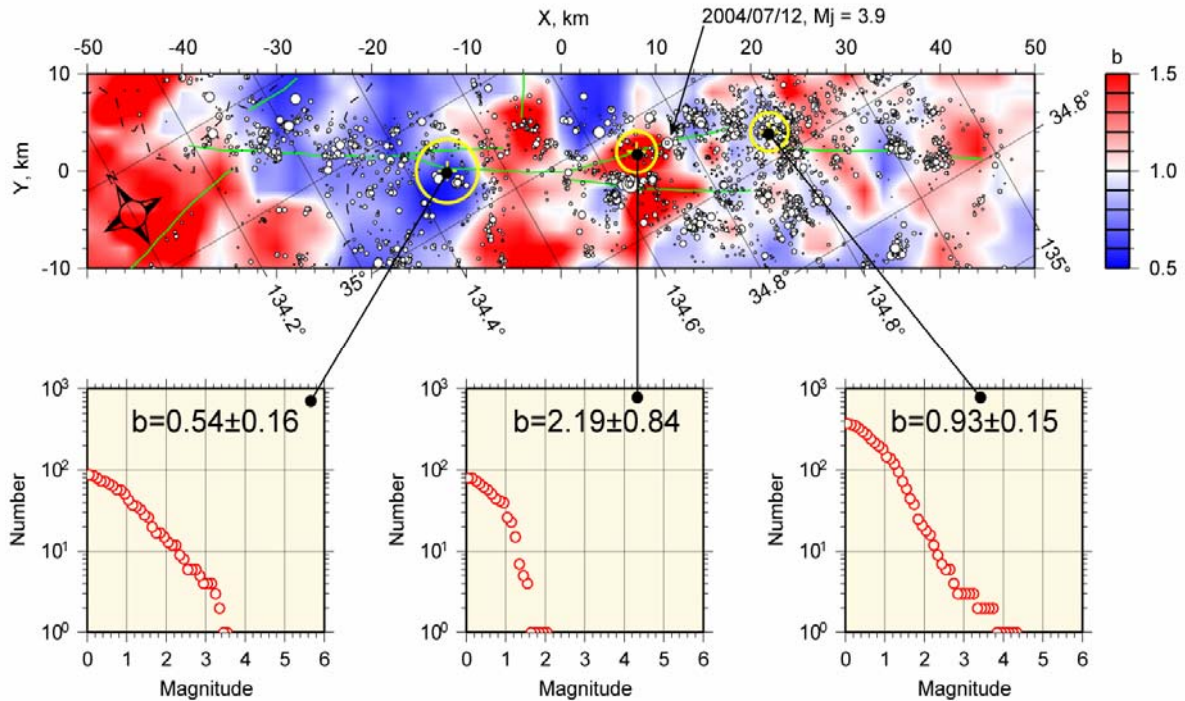 2004/07/12, Mj = 3.9
X, km
-50 -40 -30 -20 -10 0 10 20 30 40 50
b
10
0
-10
Y, km
1.5
1.0
0.5
34.8°
135°
134.2°
35°
134.4°
134.6°
34.8°
134.8°
b=0.54±0.16
b=2.19±0.84
b=0.93±0.15
10³
10²
10¹
10⁰
Number
0 1 2 3 4 5 6
Magnitude
10³
10²
10¹
10⁰
Number
0 1 2 3 4 5 6
Magnitude
10³
10²
10¹
10⁰
Number
0 1 2 3 4 5 6
Magnitude